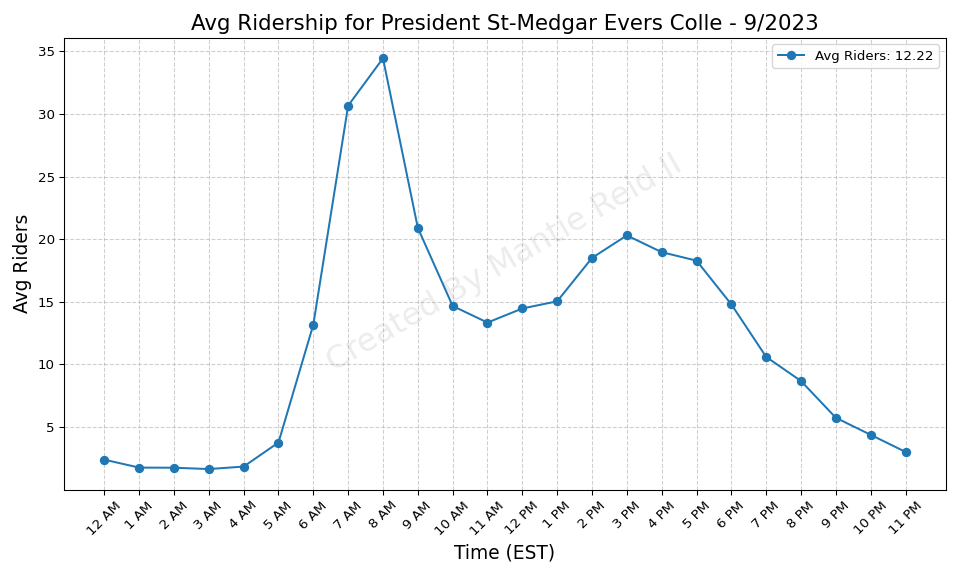 Avg Ridership for President St-Medgar Evers Colle - 9/2023
Avg Riders: 12.22
Avg Riders
35
30
25
20
15
10
5
Created By Mantie Reid II
12 AM
1 AM
2 AM
3 AM
4 AM
5 AM
6 AM
7 AM
8 AM
9 AM
10 AM
11 AM
12 PM
1 PM
2 PM
3 PM
4 PM
5 PM
6 PM
7 PM
8 PM
9 PM
10 PM
11 PM
Time (EST)